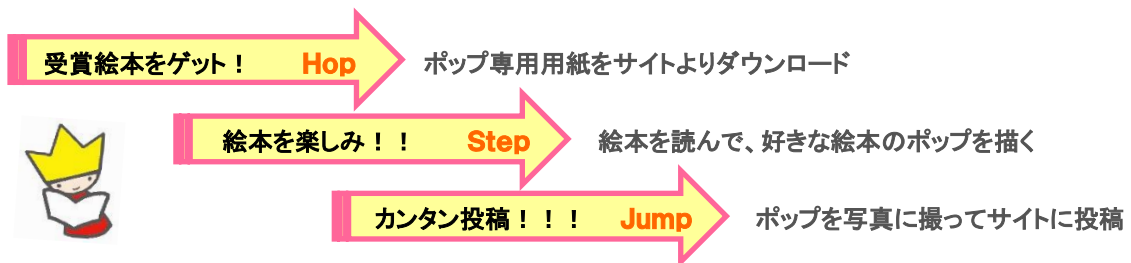 受賞絵本をゲット！ Hop ポップ専用用紙をサイトよりダウンロード
絵本を楽しみ！！ Step 絵本を読んで、好きな絵本のポップを描く
カンタン投稿！！！ Jump ポップを写真に撮ってサイトに投稿